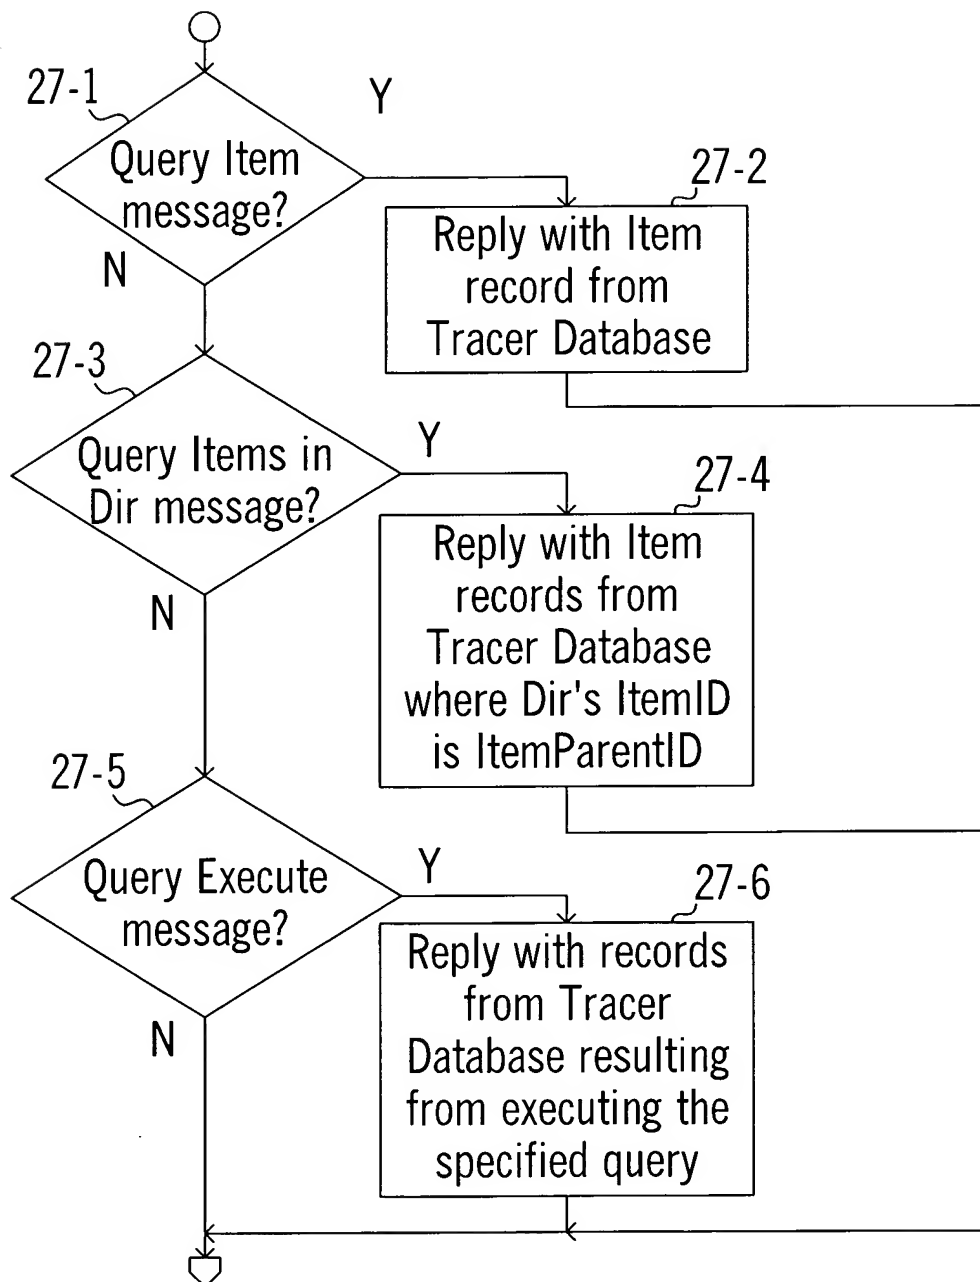 27-1
Y
Query Item
message?
N
27-2
Reply with Item
record from
Tracer Database
27-3
Y
Query Items in
Dir message?
N
27-4
Reply with Item
records from
Tracer Database
where Dir's ItemID
is ItemParentID
27-5
Y
Query Execute
message?
N
27-6
Reply with records
from Tracer
Database resulting
from executing the
specified query